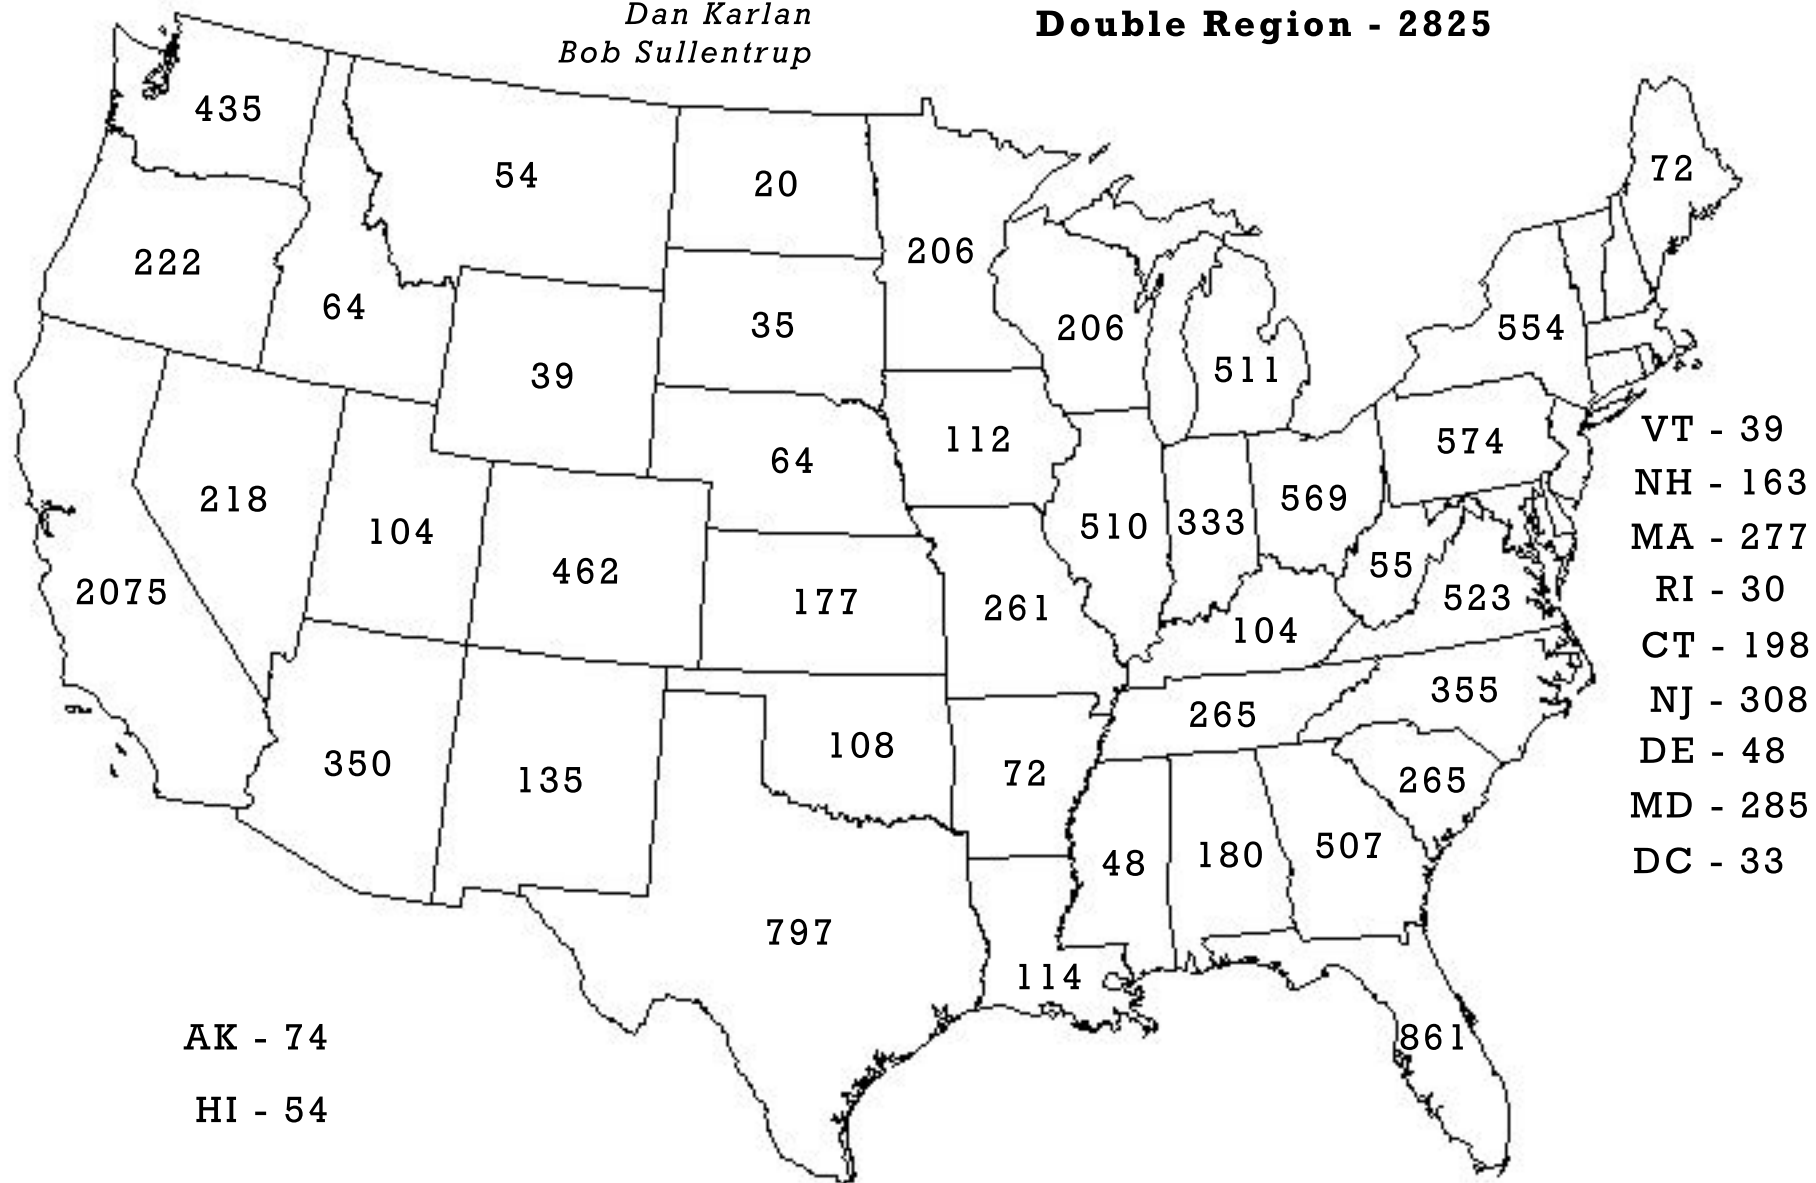 Dan Karlan
Bob Sullentrup
Double Region - 2825
435
54
20
72
222
206
64
35
206
554
39
511
112
574
VT - 39
64
218
569
NH - 163
104
510
333
462
55
MA - 277
2075
177
261
523
RI - 30
104
CT - 198
265
355
NJ - 308
350
135
108
72
265
DE - 48
MD - 285
48
180
507
DC - 33
797
114
861
AK - 74
HI - 54